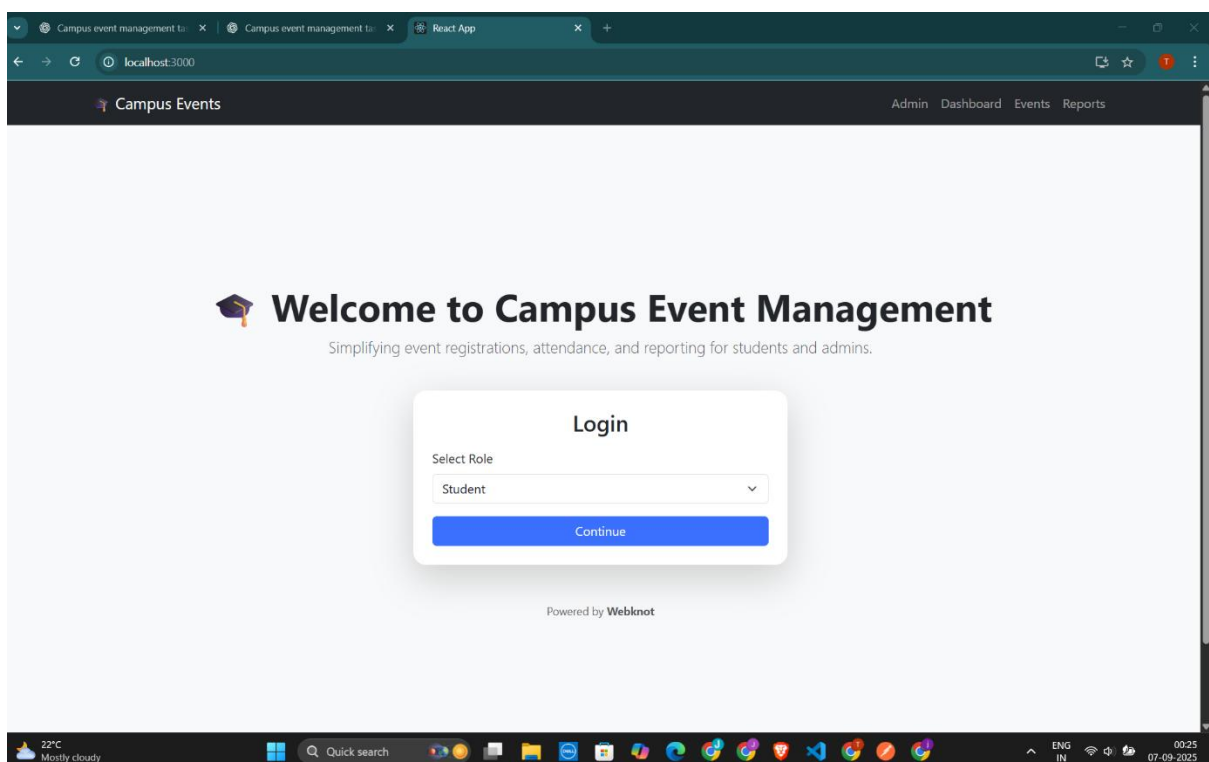 Campus event management ta
Campus event management ta
React App
localhost:3000
T
Campus Events
Admin Dashboard Events Reports
Welcome to Campus Event Management
Simplifying event registrations, attendance, and reporting for students and admins.
Login
Select Role
Student
Continue
Powered by Webknot
22°C
Mostly cloudy
Quick search
ENG
IN
00:25
07-09-2025